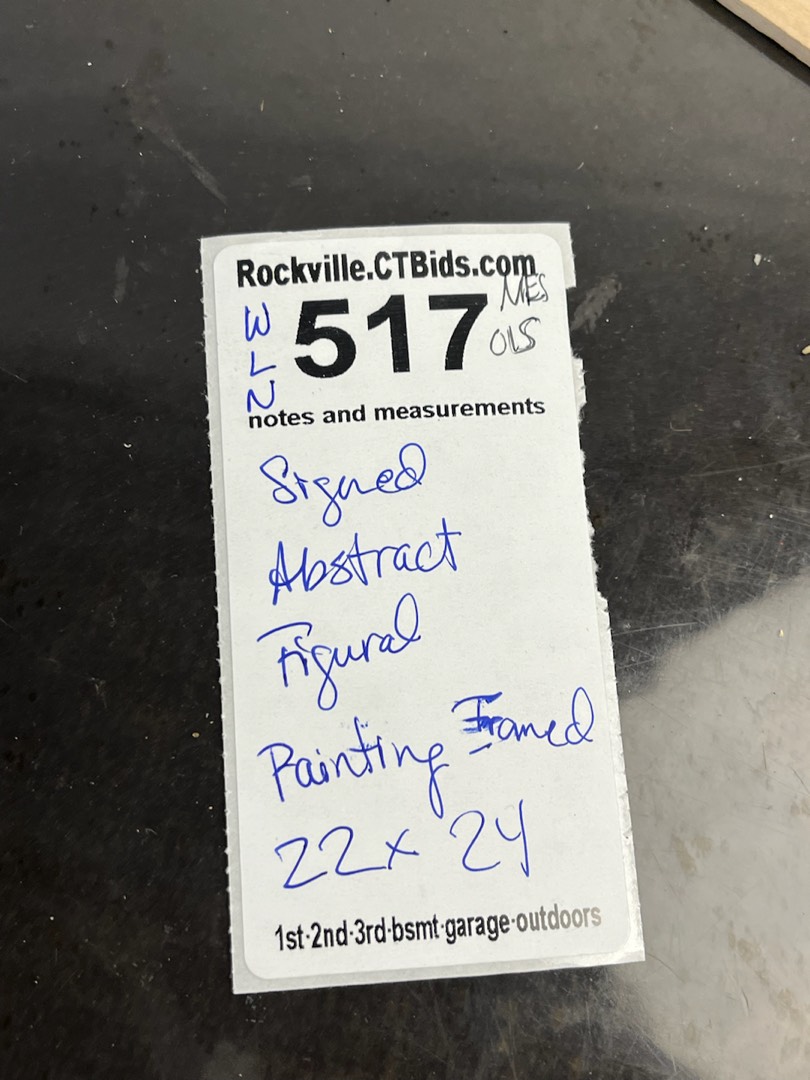 Rockville.CTBids.com
MES
WLN
517
OLS
notes and measurements
Signed
Abstract
Figural
Painting Framed
22 x 24
1st·2nd·3rd·bsmt·garage·outdoors